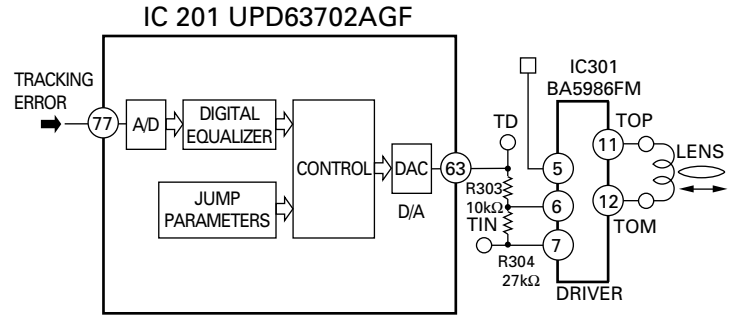 IC 201 UPD63702AGF
TRACKING
ERROR
77
A/D
DIGITAL
EQUALIZER
JUMP
PARAMETERS
CONTROL
DAC
D/A
63
TD
R303
10kΩ
TIN
R304
27kΩ
IC301
BA5986FM
5
6
7
DRIVER
11
12
TOP
TOM
LENS